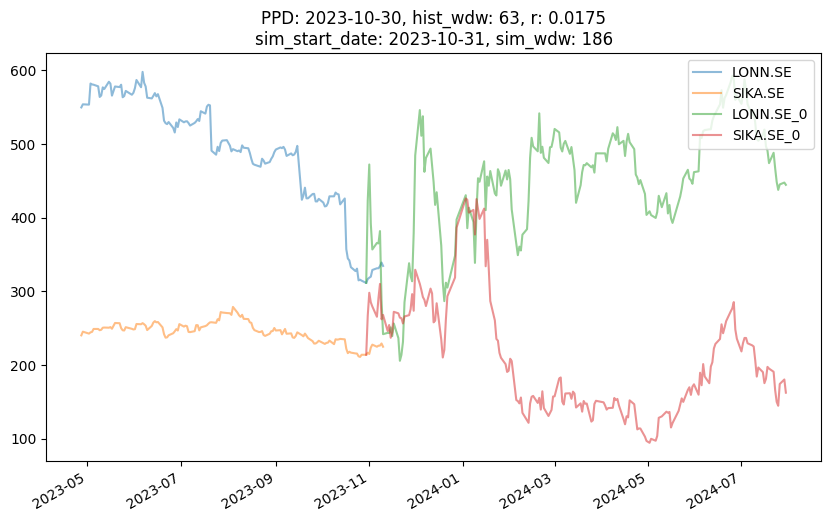 PPD: 2023-10-30, hist_wdw: 63, r: 0.0175
sim_start_date: 2023-10-31, sim_wdw: 186
LONN.SE
SIKA.SE
LONN.SE_0
SIKA.SE_0
600
500
400
300
200
100
2023-05
2023-07
2023-09
2023-11
2024-01
2024-03
2024-05
2024-07